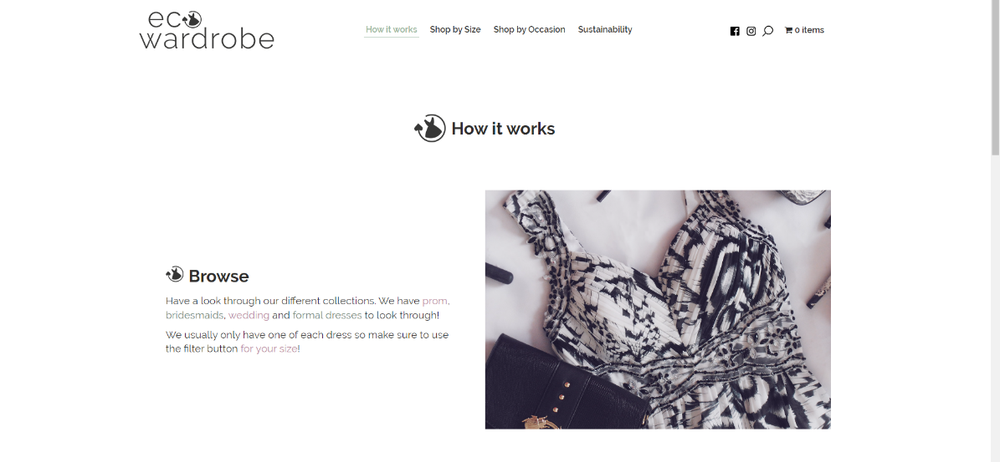 eco
wardrobe
How it works Shop by Size Shop by Occasion Sustainability
0 items
How it works
Browse
Have a look through our different collections. We have prom,
bridesmaids, wedding and formal dresses to look through!
We usually only have one of each dress so make sure to use
the filter button for your size!